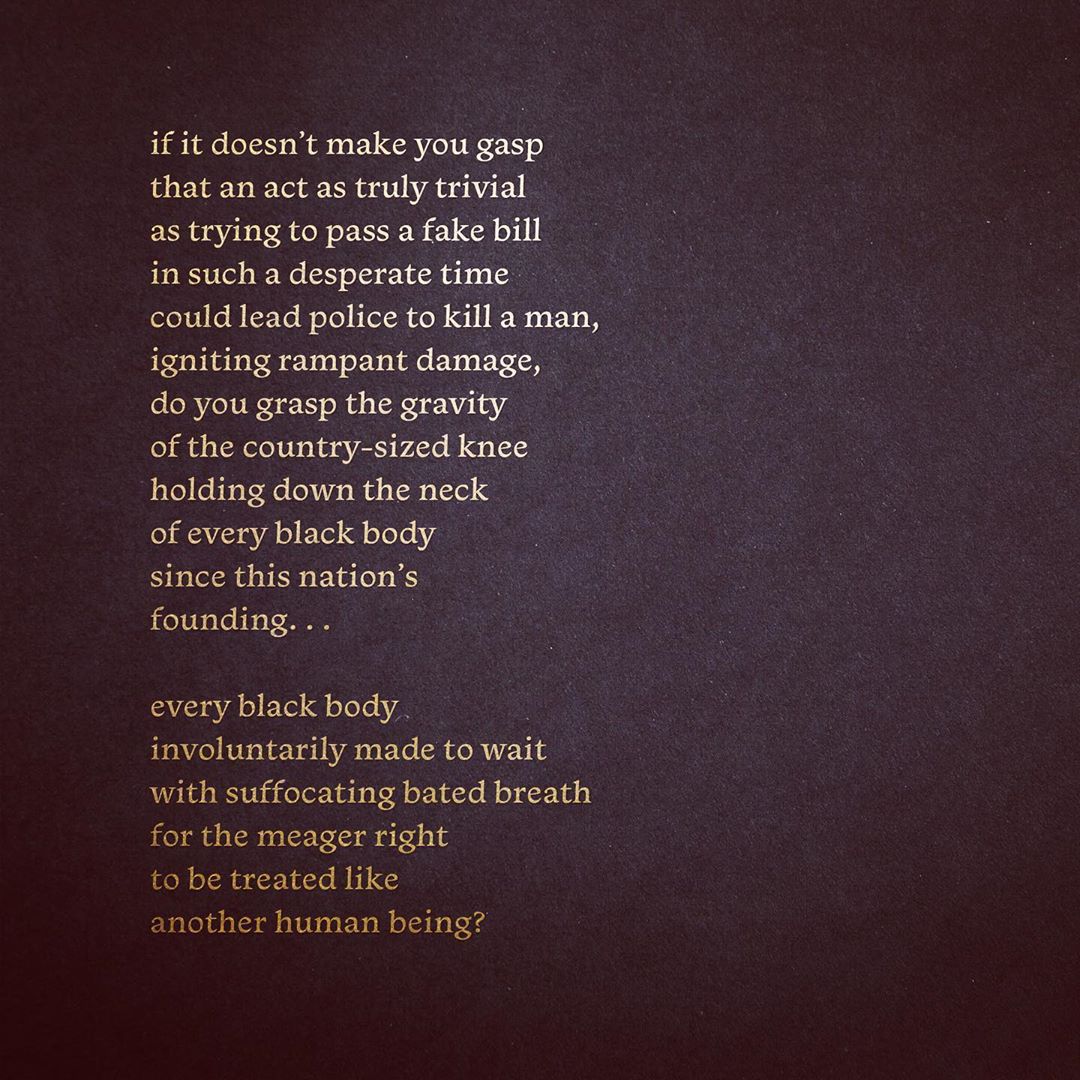 if it doesn’t make you gasp
that an act as truly trivial
as trying to pass a fake bill
in such a desperate time
could lead police to kill a man,
igniting rampant damage,
do you grasp the gravity
of the country-sized knee
holding down the neck
of every black body
since this nation’s
founding. . .

every black body
involuntarily made to wait
with suffocating bated breath
for the meager right
to be treated like
another human being?